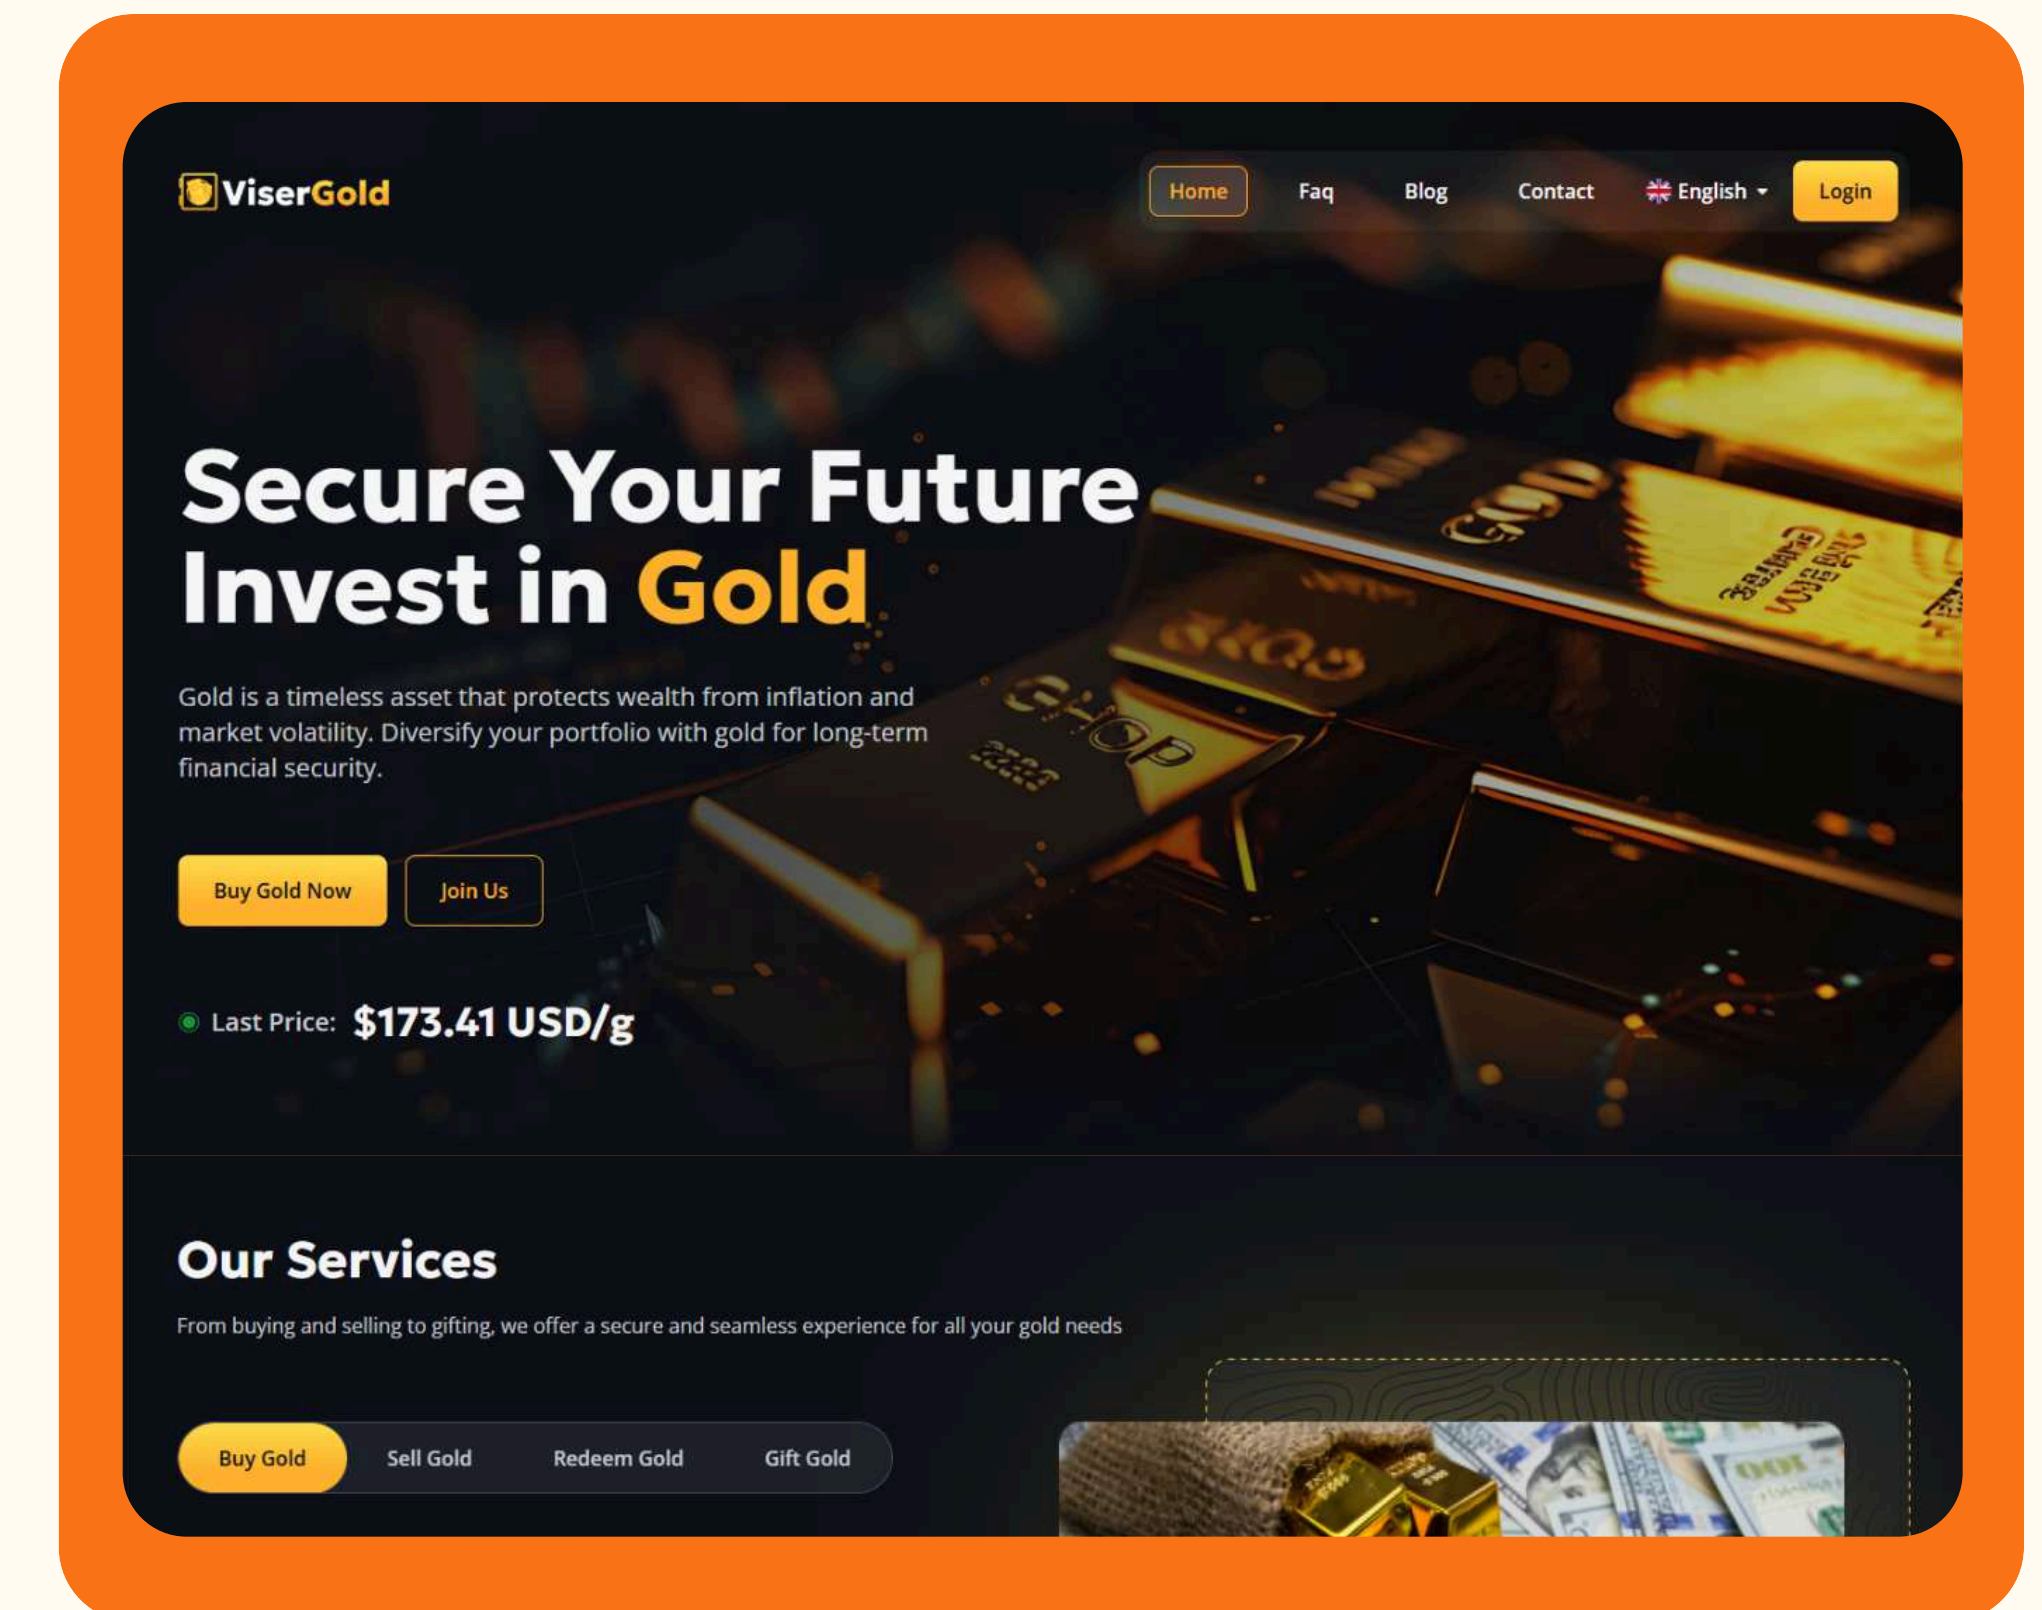 ViserGold
Home
Faq
Blog
Contact
English
Login
Secure Your Future
Invest in Gold
Gold is a timeless asset that protects wealth from inflation and
market volatility. Diversify your portfolio with gold for long-term
financial security.
Buy Gold Now
Join Us
Last Price: $173.41 USD/g
GOLD
Our Services
From buying and selling to gifting, we offer a secure and seamless experience for all your gold needs
Buy Gold
Sell Gold
Redeem Gold
Gift Gold
100